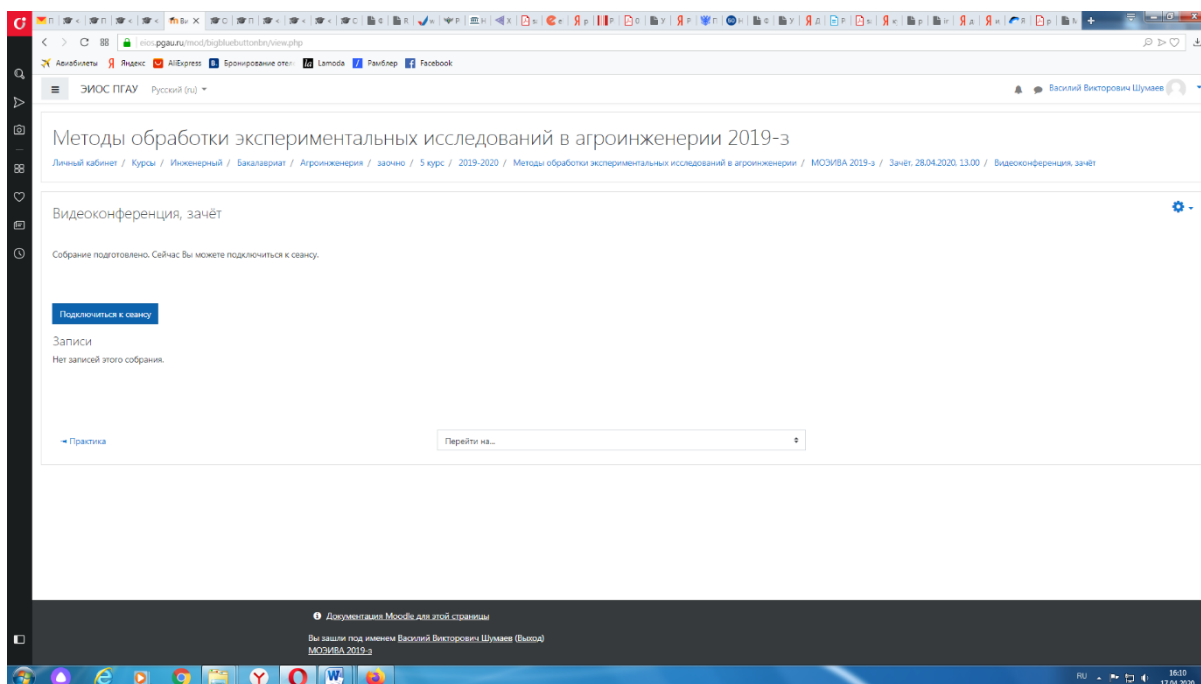 eios.pgau.ru/mod/bigbluebuttonbn/view.php
Авиабилеты Яндекс AliExpress Бронирование отел Lamoda Рамблер Facebook
ЭИОС ПГАУ Русский (ru) Василий Викторович Шумаев
Методы обработки экспериментальных исследований в агроинженерии 2019-з
Личный кабинет / Курсы / Инженерный / Бакалавриат / Агроинженерия / заочно / 5 курс / 2019-2020 / Методы обработки экспериментальных исследований в агроинженерии / МОЭИВА 2019-з / Зачёт, 28.04.2020, 13.00 / Видеоконференция, зачёт
Видеоконференция, зачёт
Собрание подготовлено. Сейчас Вы можете подключиться к сеансу.
Подключиться к сеансу
Записи
Нет записей этого собрания.
Практика
Перейти на...
Документация Moodle для этой страницы
Вы зашли под именем Василий Викторович Шумаев (Выход)
МОЭИВА 2019-з
RU 16:10
17.04.2020